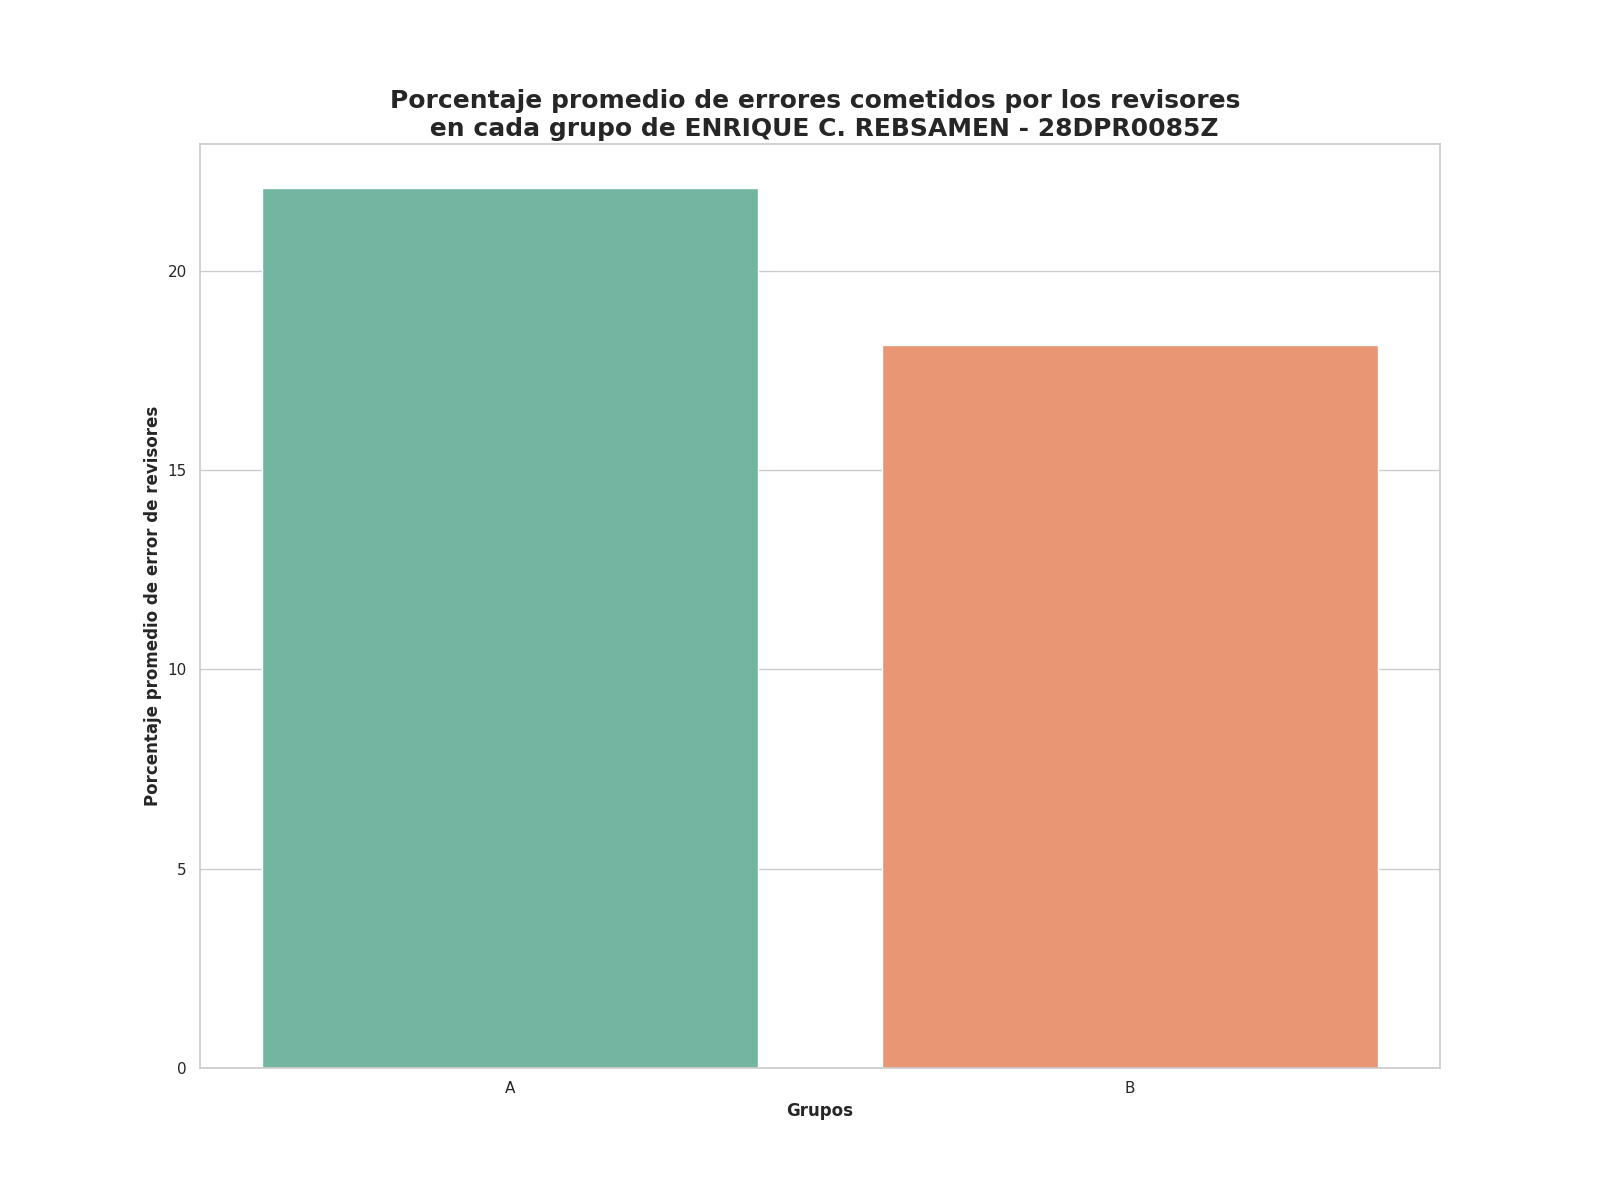 Porcentaje promedio de errores cometidos por los revisores
en cada grupo de ENRIQUE C. REBSAMEN - 28DPR0085Z
Porcentaje promedio de error de revisores
20
15
10
5
0
A
B
Grupos